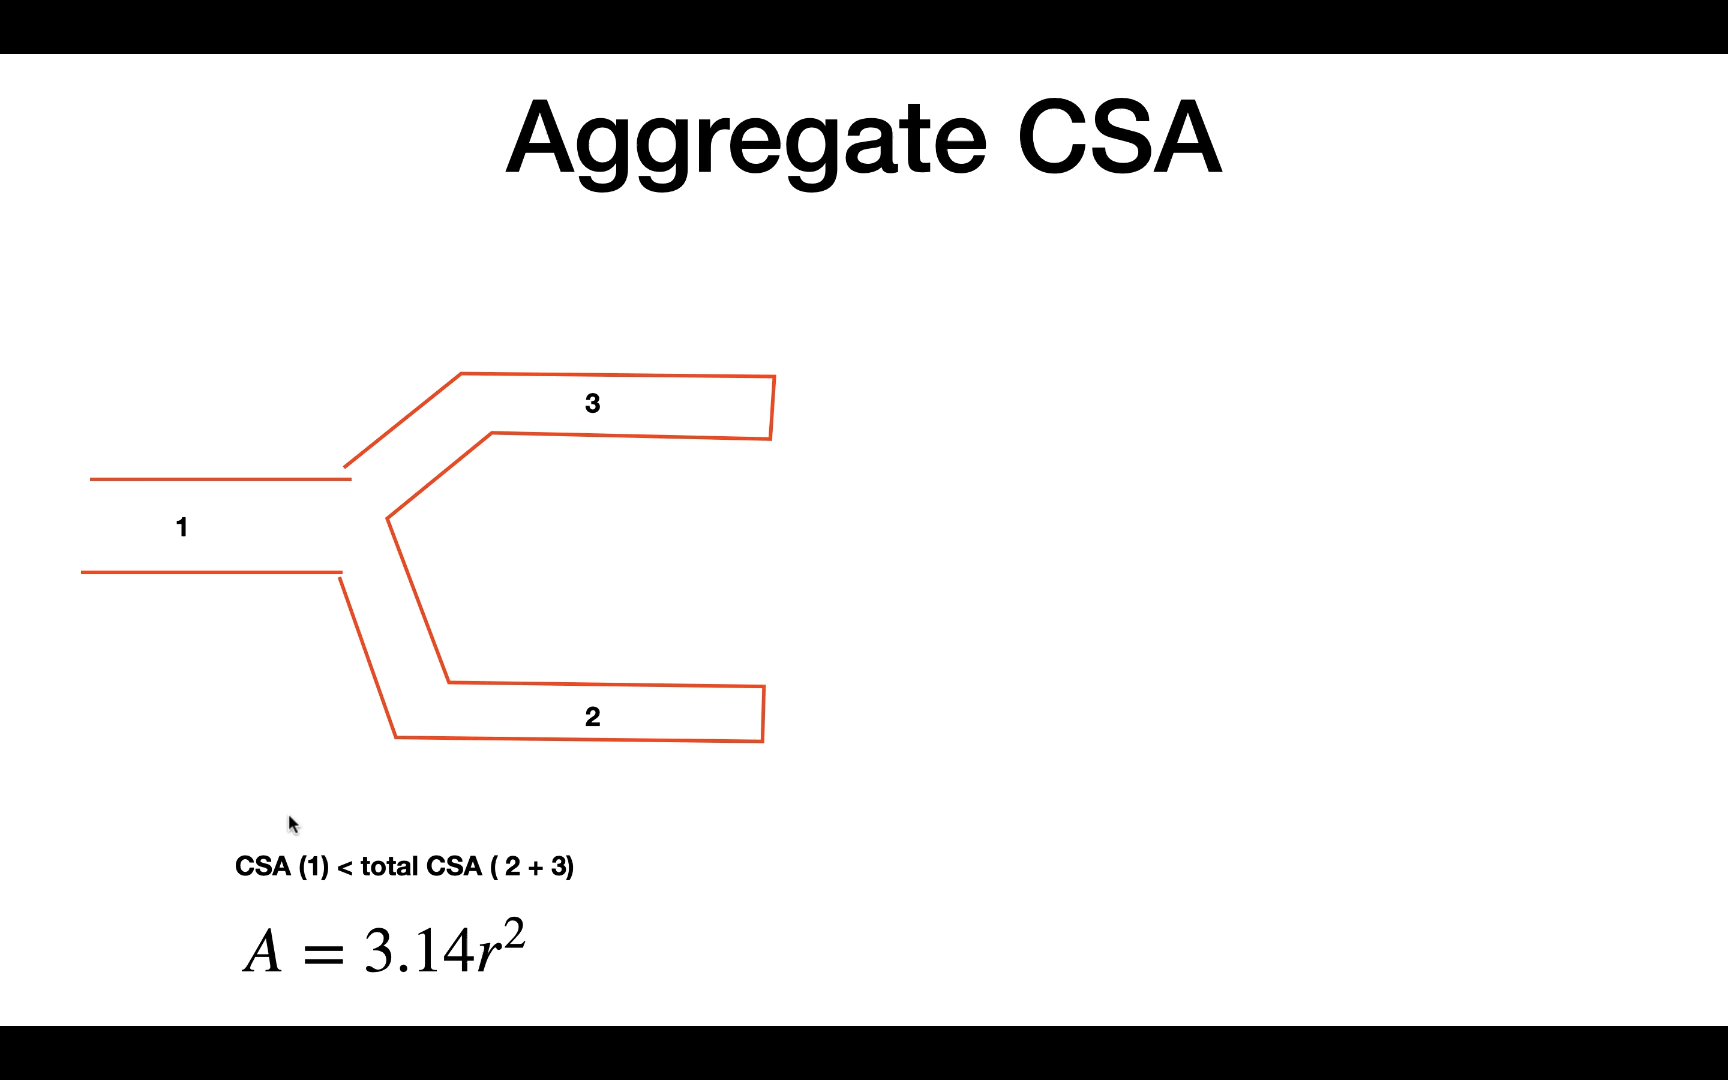 Aggregate CSA
3
1
2
CSA (1) < total CSA ( 2 + 3)
A = 3.14r²